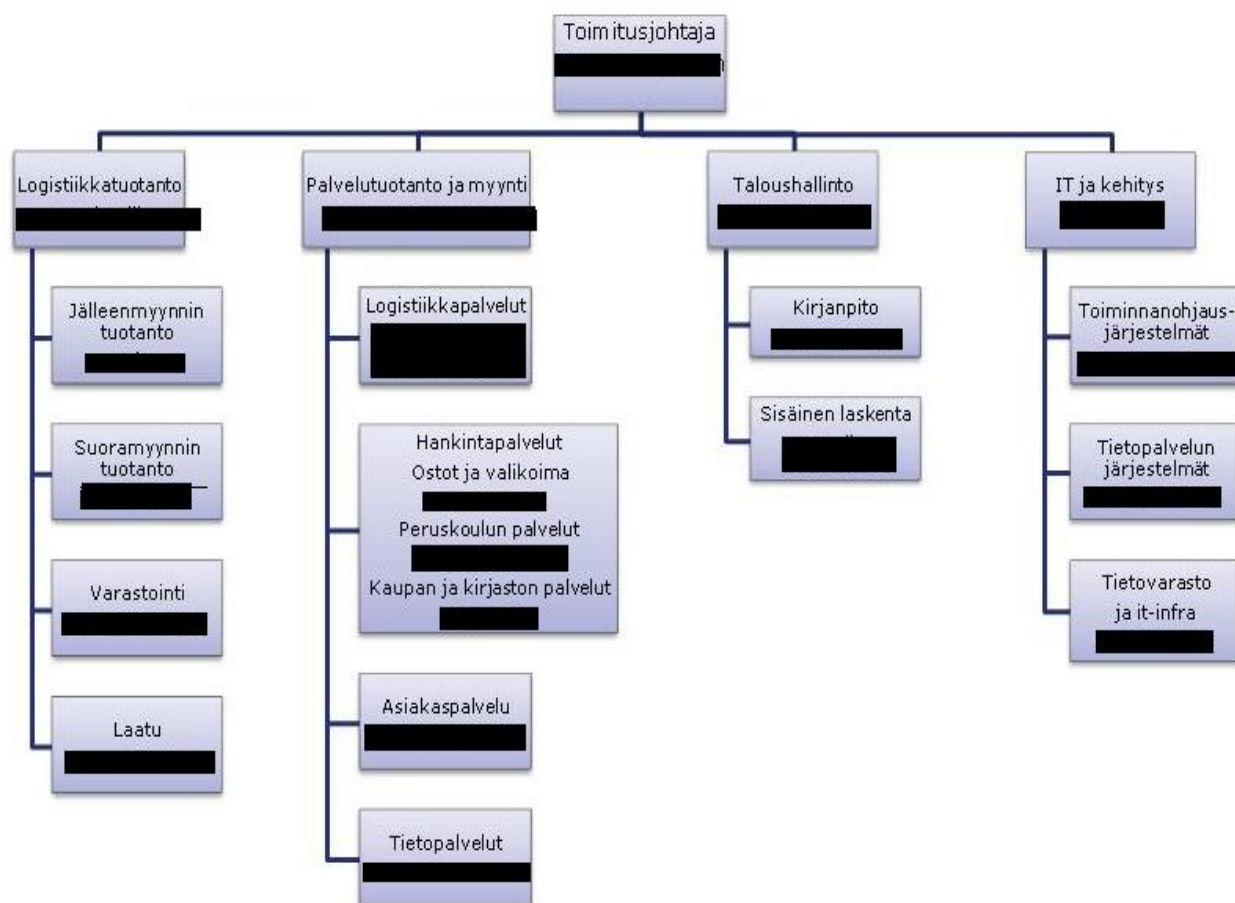 Toimitusjohtaja
Logistiikkatuotanto
Palvelutuotanto ja myynti
Taloushallinto
IT ja kehitys
Jälleenmyynnin
tuotanto
Suoramyynnin
tuotanto
Varastointi
Laatu
Logistiikkapalvelut
Hankintapalvelut
Ostot ja valikoima
Peruskoulun palvelut
Kaupan ja kirjaston palvelut
Asiakaspalvelu
Tietopalvelut
Kirjanpito
Sisäinen laskenta
Toiminnanohjaus-
järjestelmät
Tietopalvelun
järjestelmät
Tietovarasto
ja it-infra